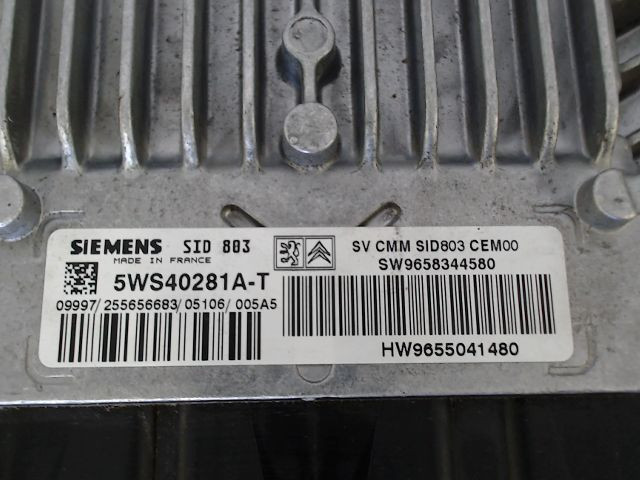 SIEMENS SID 803
MADE IN FRANCE
5WS40281A-T
09997/255656683/05106/005A5
SV CMM SID803 CEM00
SW9658344580
HW9655041480